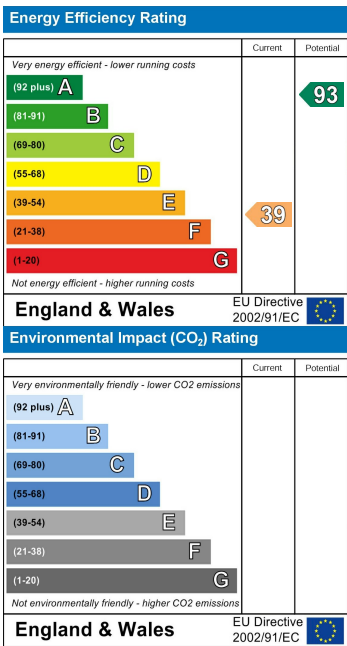 Energy Efficiency Rating
Current Potential
Very energy efficient - lower running costs
(92 plus) A
93
(81-91) B
(69-80) C
(55-68) D
(39-54) E
39
(21-38) F
(1-20) G
Not energy efficient - higher running costs
England & Wales
EU Directive
2002/91/EC
Environmental Impact (CO₂) Rating
Current Potential
Very environmentally friendly - lower CO2 emissions
(92 plus) A
(81-91) B
(69-80) C
(55-68) D
(39-54) E
(21-38) F
(1-20) G
Not environmentally friendly - higher CO2 emissions
England & Wales
EU Directive
2002/91/EC